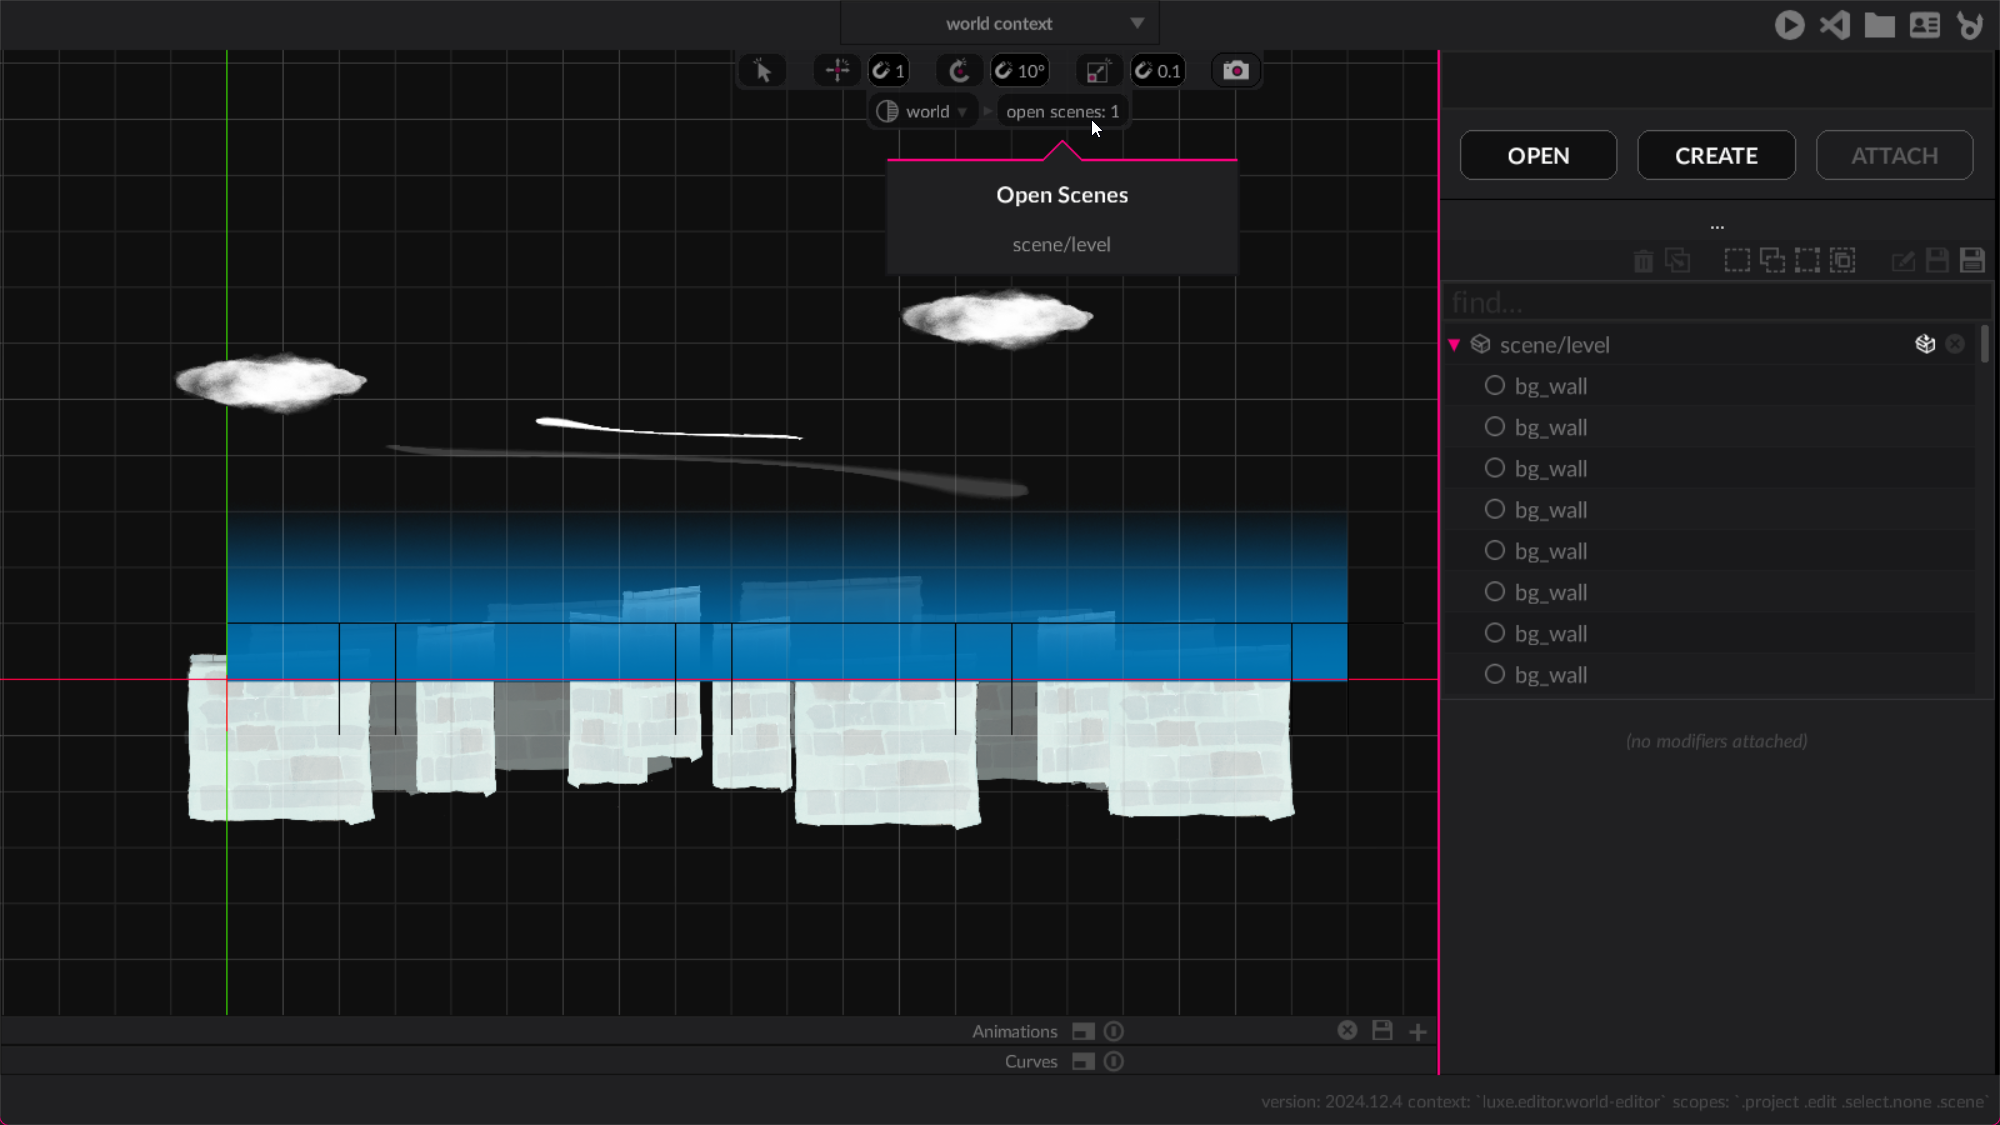 world context
1
10°
0.1
world
open scenes: 1
Open Scenes
scene/level
OPEN
CREATE
ATTACH
...
find...
scene/level
bg_wall
bg_wall
bg_wall
bg_wall
bg_wall
bg_wall
bg_wall
bg_wall
(no modifiers attached)
Animations
Curves
version: 2024.12.4 context: `luxe.editor.world-editor` scopes: `.project .edit .select.none .scene`